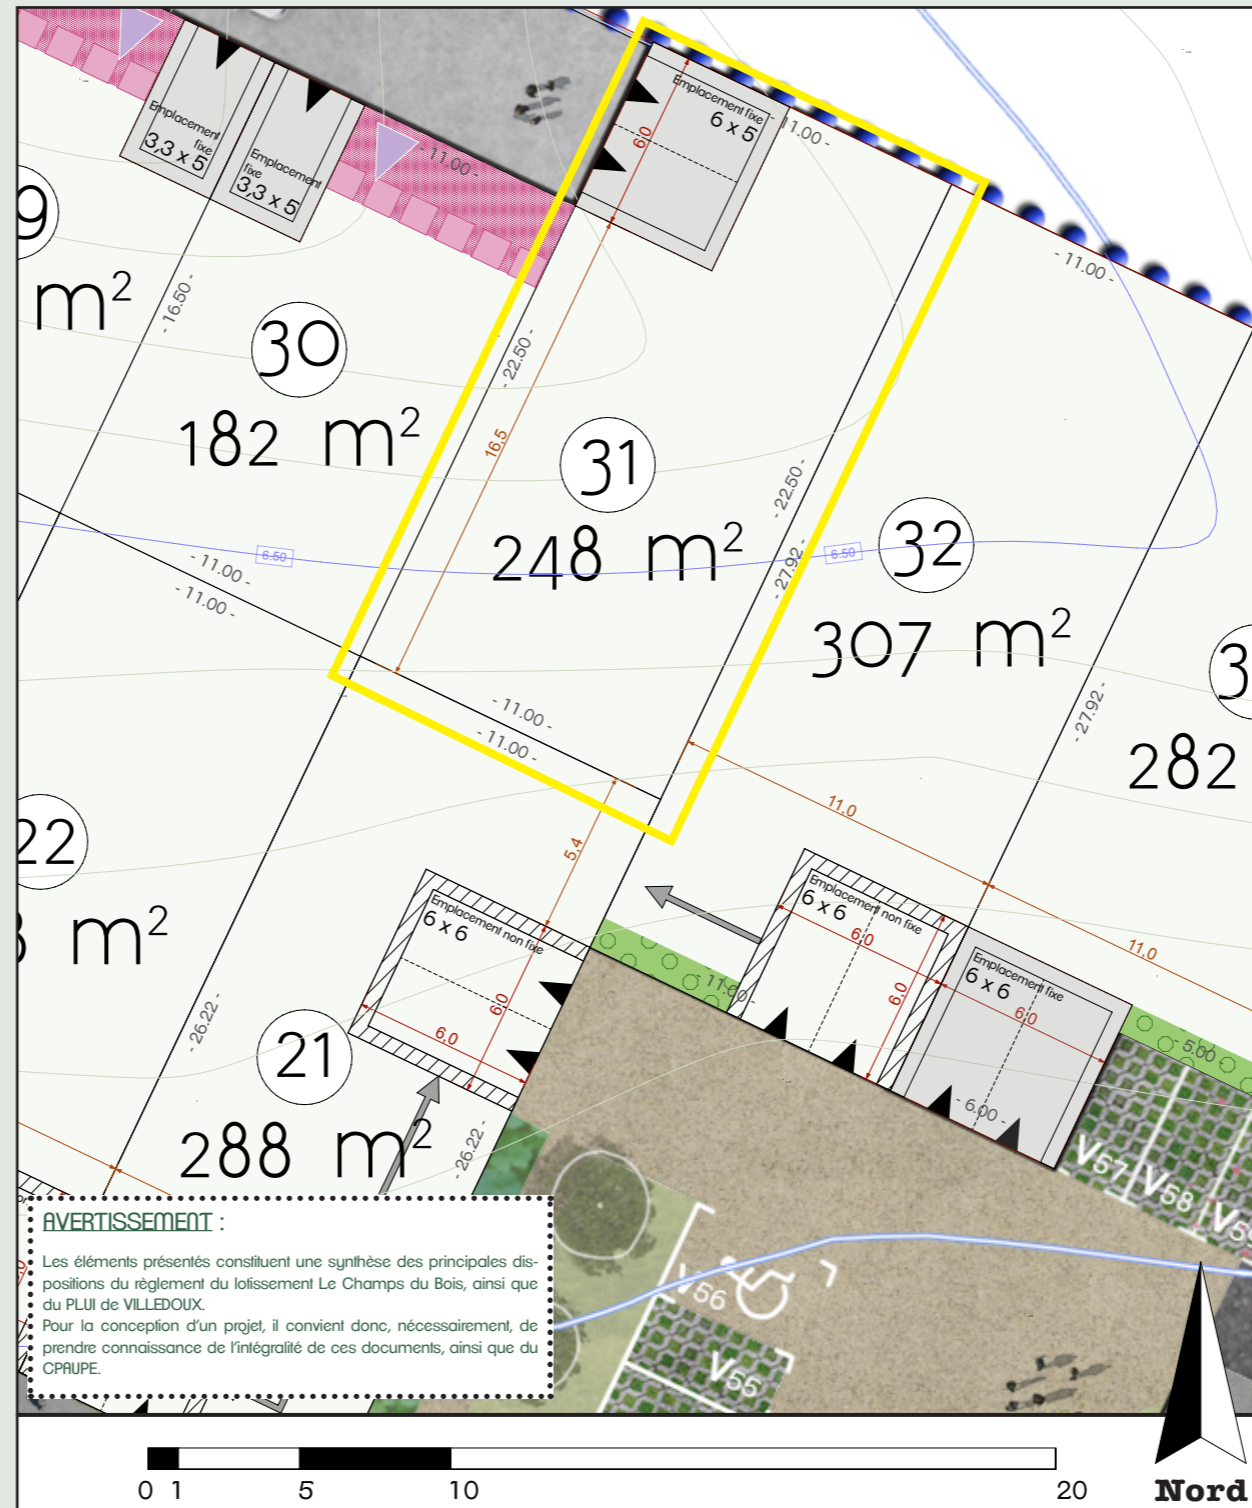 Emplacement fixe
6 x 5
6,0
- 11.00 -
Emplacement
fixe
3,3 x 5
Emplacement
fixe
3,3 x 5
- 11.00 -
9
m²
- 16.50 -
30
182 m²
- 22.50 -
16,5
31
248 m²
- 22.50 -
- 27.92 -
- 11.00 -
6.50
6.50
32
307 m²
- 27.92 -
3
282
- 11.00 -
- 11.00 -
- 11.00 -
- 11.00 -
5,4
11,0
11,0
22
m²
Emplacement non fixe
6 x 6
6,0
6,0
Emplacement non fixe
6 x 6
6,0
6,0
Emplacement fixe
6 x 6
6,0
- 11.00 -
- 6.00 -
- 5.00 -
- 26.22 -
21
288 m²
- 26.22 -
V57
V58
V56
V55
AVERTISSEMENT :
Les éléments présentés constituent une synthèse des principales dis-
positions du règlement du lotissement Le Champs du Bois, ainsi que
du PLUI de VILLEDOUX.
Pour la conception d'un projet, il convient donc, nécessairement, de
prendre connaissance de l'intégralité de ces documents, ainsi que du
CPAUPE.
0 1 5 10 20
Nord